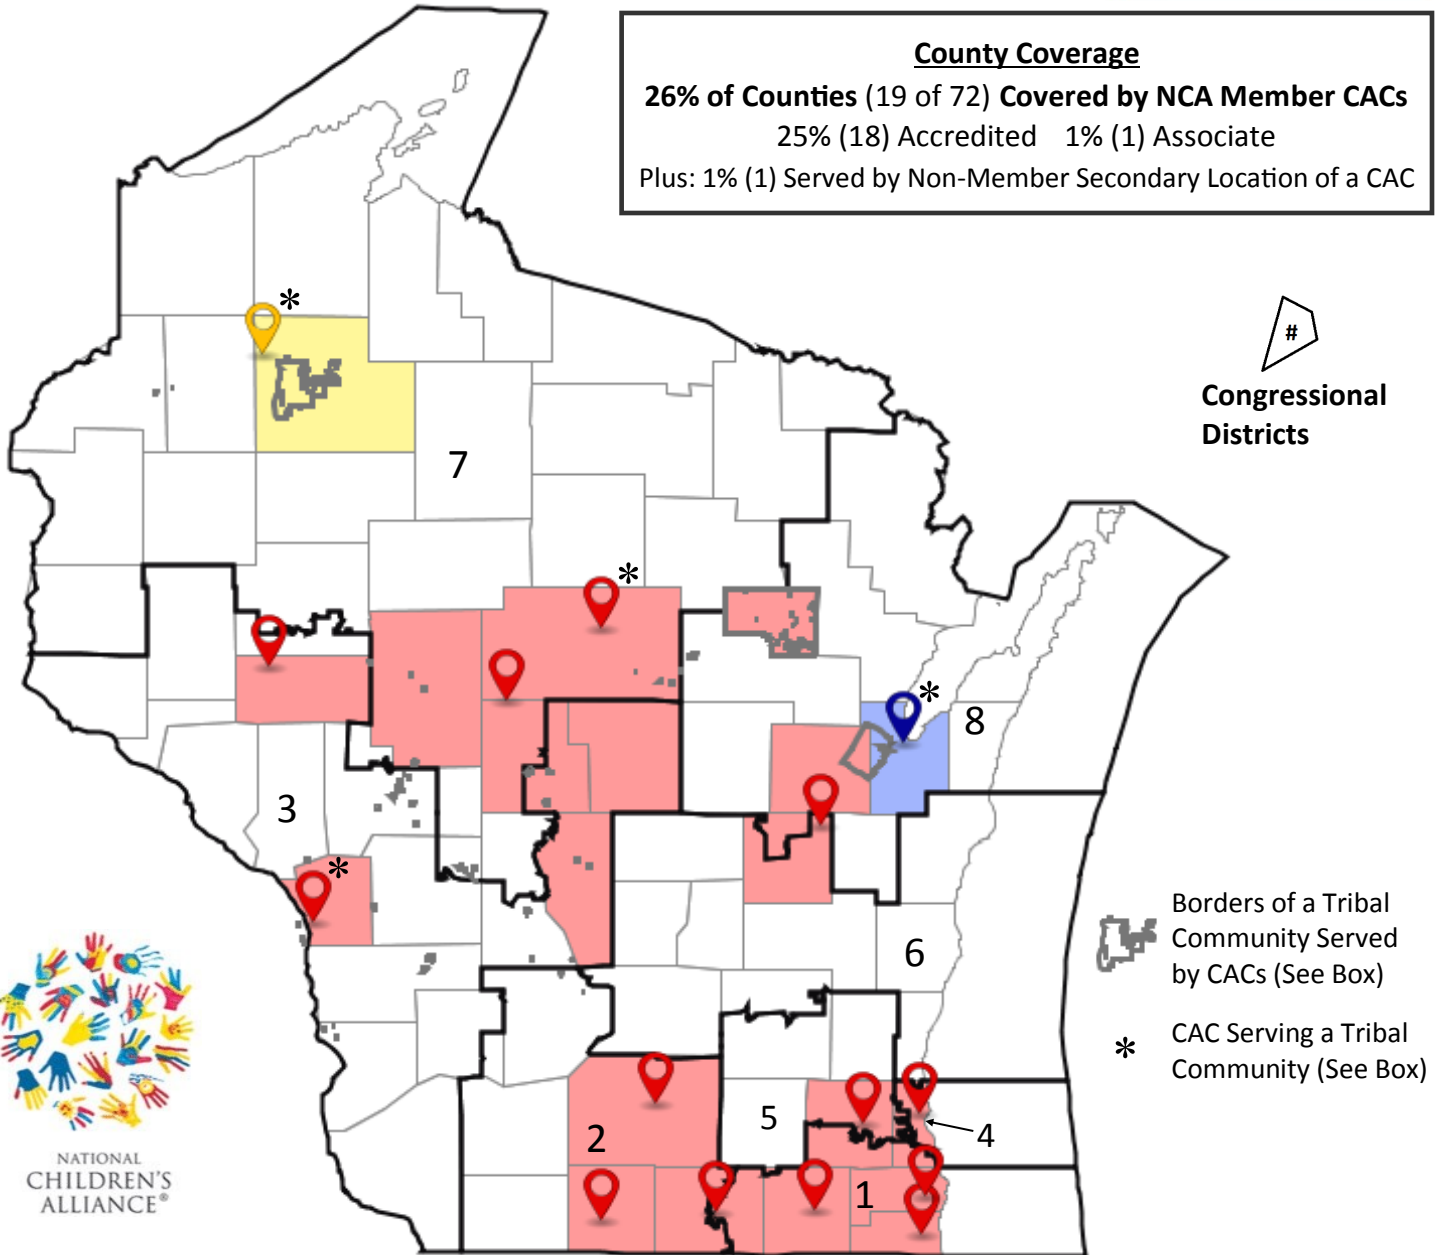 County Coverage
26% of Counties (19 of 72) Covered by NCA Member CACs
25% (18) Accredited 1% (1) Associate
Plus: 1% (1) Served by Non-Member Secondary Location of a CAC
*
#
Congressional
Districts
7
*
*
8
3
*
Borders of a Tribal
Community Served
by CACs (See Box)
6
* CAC Serving a Tribal
Community (See Box)
5
4
2
1
NATIONAL
CHILDREN'S
ALLIANCE®